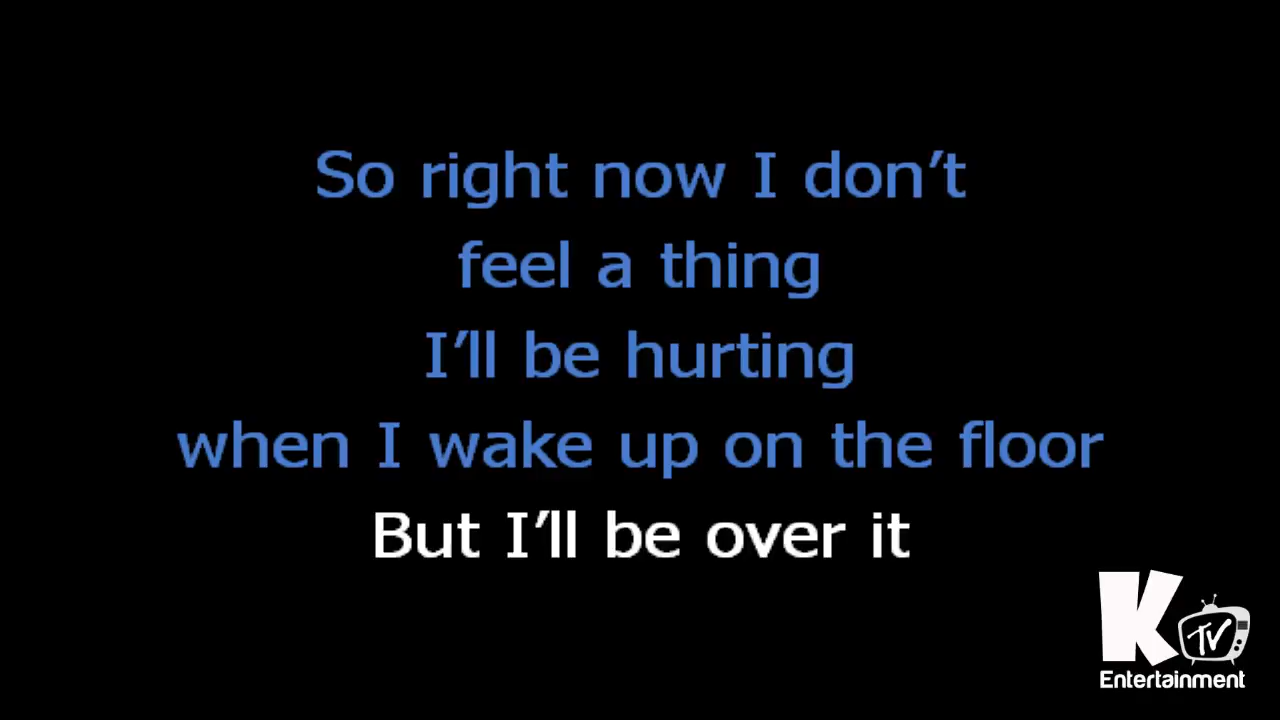 So right now I don’t
feel a thing
I’ll be hurting
when I wake up on the floor
But I’ll be over it
K TV
Entertainment